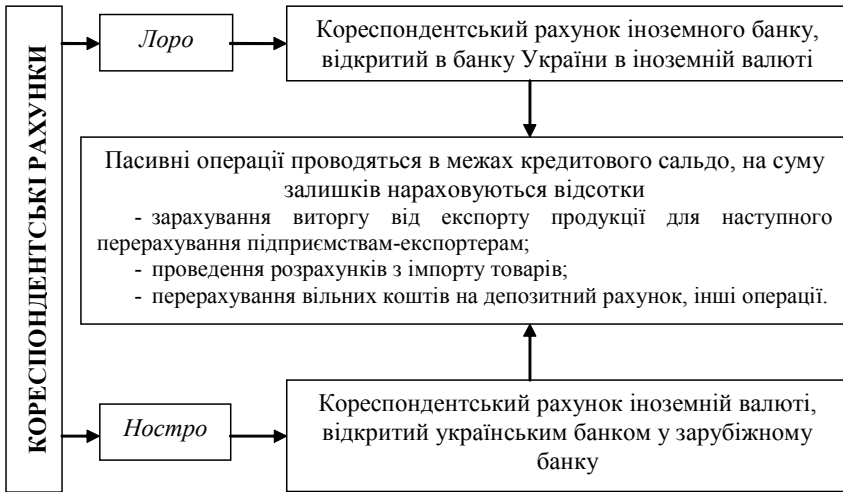 КОРЕСПОНДЕНТСЬКІ РАХУНКИ
Лоро
Кореспондентський рахунок іноземного банку,
відкритий в банку України в іноземній валюті
Пасивні операції проводяться в межах кредитового сальдо, на суму
залишків нараховуються відсотки
- зарахування виторгу від експорту продукції для наступного
перерахування підприємствам-експортерам;
- проведення розрахунків з імпорту товарів;
- перерахування вільних коштів на депозитний рахунок, інші операції.
Ностро
Кореспондентський рахунок іноземній валюті,
відкритий українським банком у зарубіжному
банку